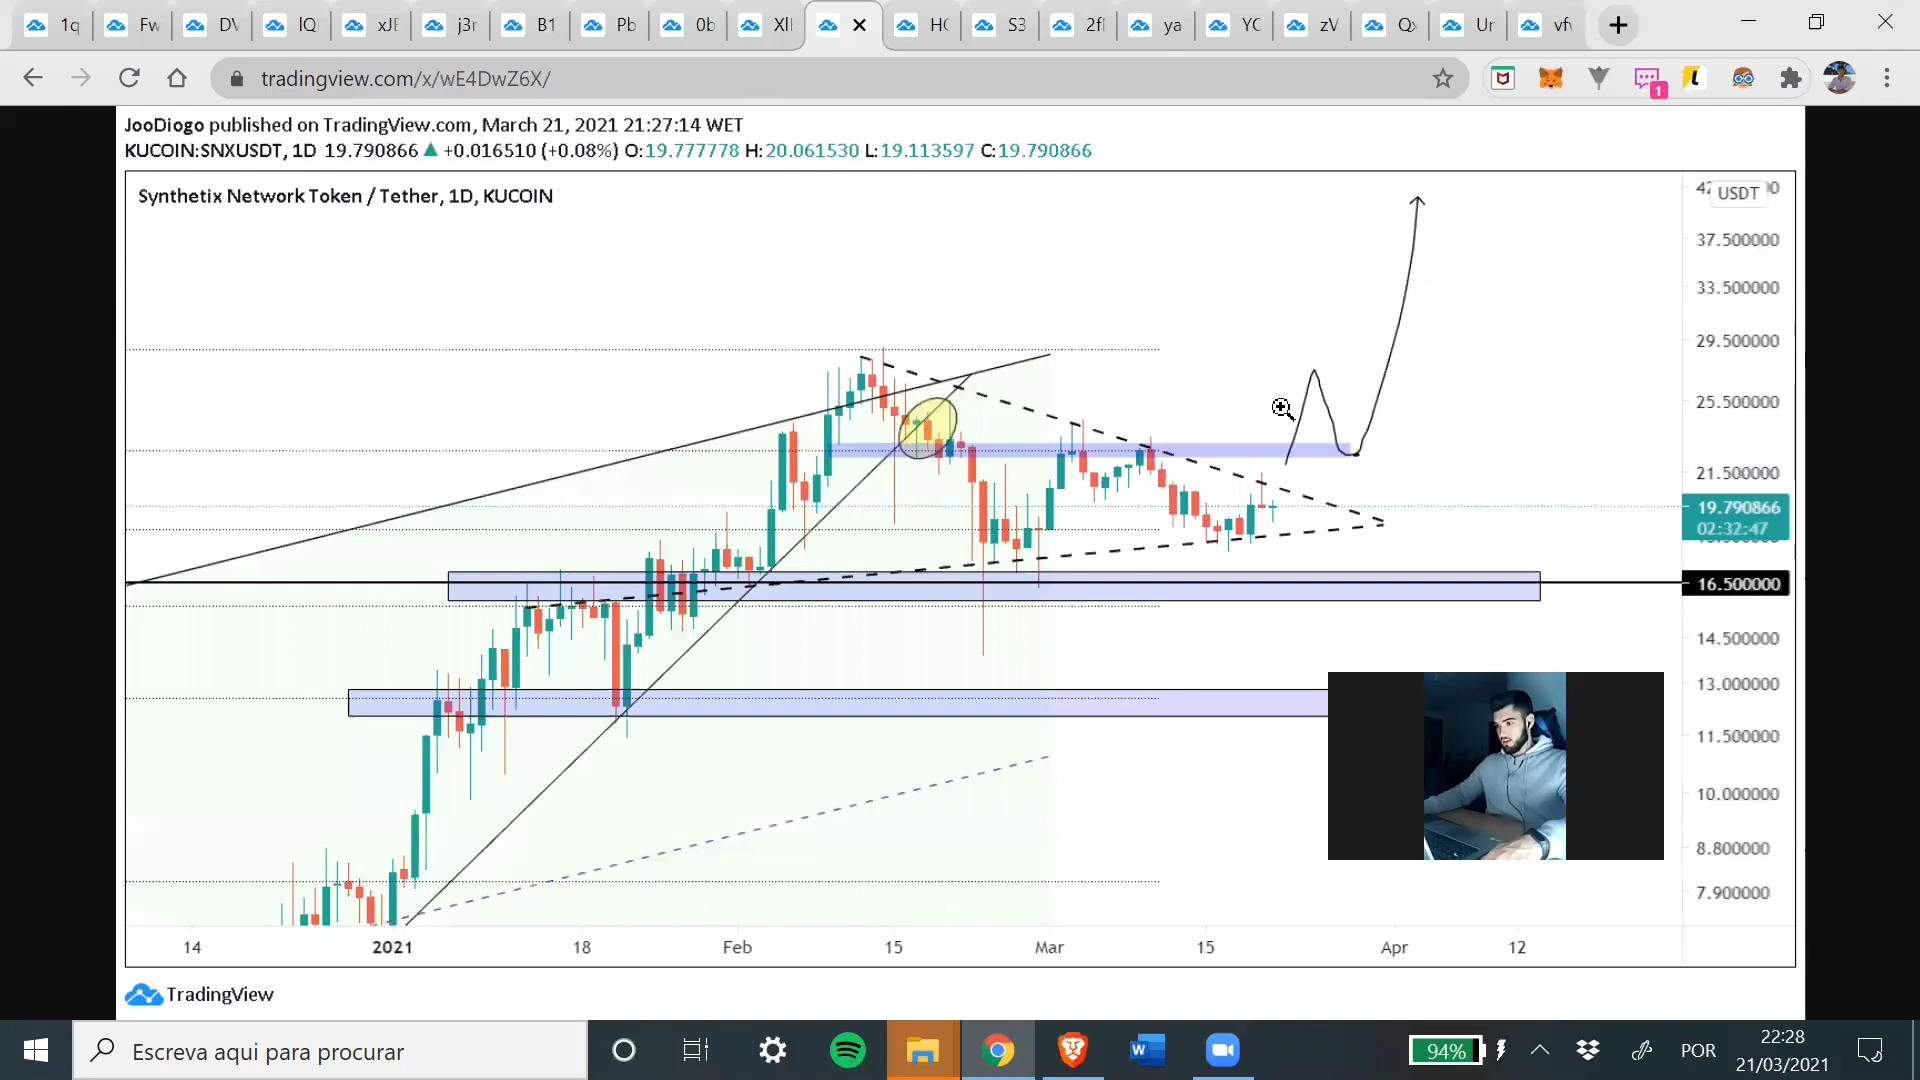 1q Fw DV lQ xJE j3r B1 Pb 0b XlI HC S3 2fl ya YC zV Qx Ur vfv
tradingview.com/x/wE4DwZ6X/
1
JooDiogo published on TradingView.com, March 21, 2021 21:27:14 WET
KUCOIN:SNXUSDT, 1D 19.790866 ▲ +0.016510 (+0.08%) O:19.777778 H:20.061530 L:19.113597 C:19.790866
Synthetix Network Token / Tether, 1D, KUCOIN
USDT
37.500000
33.500000
29.500000
25.500000
21.500000
19.790866
02:32:47
16.500000
14.500000
13.000000
11.500000
10.000000
8.800000
7.900000
14 2021 18 Feb 15 Mar 15 Apr 12
TradingView
Escreva aqui para procurar
94%
POR
22:28
21/03/2021